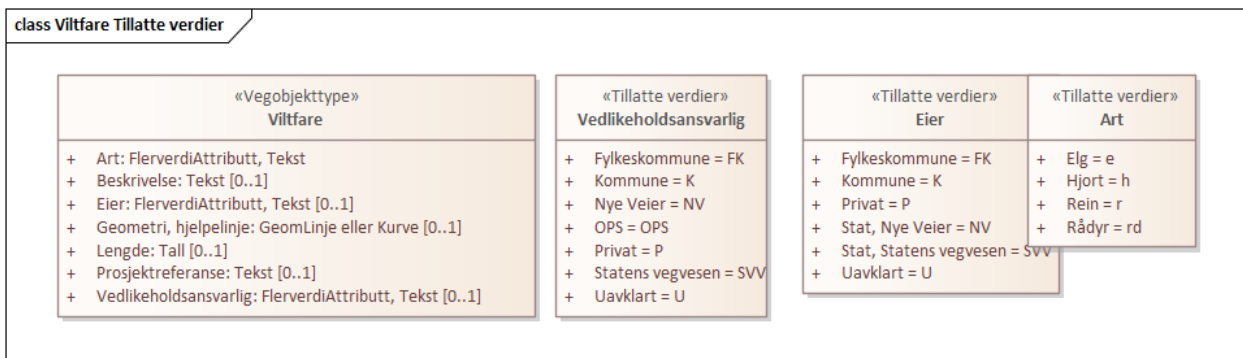 class Viltfare Tillatte verdier
«Vegobjekttype»
Viltfare
+ Art: FlerverdiAttributt, Tekst
+ Beskrivelse: Tekst [0..1]
+ Eier: FlerverdiAttributt, Tekst [0..1]
+ Geometri, hjelpelinje: GeomLinje eller Kurve [0..1]
+ Lengde: Tall [0..1]
+ Prosjektreferanse: Tekst [0..1]
+ Vedlikeholdsansvarlig: FlerverdiAttributt, Tekst [0..1]
«Tillatte verdier»
Vedlikeholdsansvarlig
+ Fylkeskommune = FK
+ Kommune = K
+ Nye Veier = NV
+ OPS = OPS
+ Privat = P
+ Statens vegvesen = SVV
+ Uavklart = U
«Tillatte verdier»
Eier
+ Fylkeskommune = FK
+ Kommune = K
+ Privat = P
+ Stat, Nye Veier = NV
+ Stat, Statens vegvesen = SVV
+ Uavklart = U
«Tillatte verdier»
Art
+ Elg = e
+ Hjort = h
+ Rein = r
+ Rådyr = rd